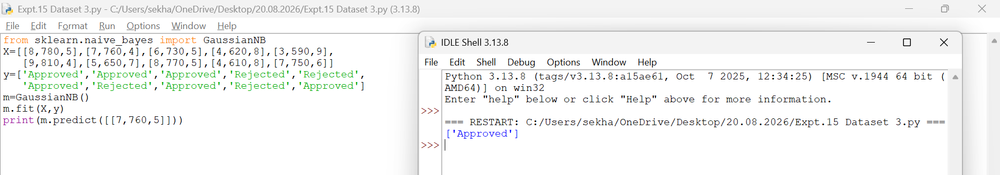 Expt.15 Dataset 3.py - C:/Users/sekha/OneDrive/Desktop/20.08.2026/Expt.15 Dataset 3.py (3.13.8)
File Edit Format Run Options Window Help
from sklearn.naive_bayes import GaussianNB
X=[[8,780,5],[7,760,4],[6,730,5],[4,620,8],[3,590,9],
   [9,810,4],[5,650,7],[8,770,5],[4,610,8],[7,750,6]]
y=['Approved','Approved','Approved','Rejected','Rejected',
   'Approved','Rejected','Approved','Rejected','Approved']
m=GaussianNB()
m.fit(X,y)
print(m.predict([[7,760,5]]))
IDLE Shell 3.13.8
File Edit Shell Debug Options Window Help
Python 3.13.8 (tags/v3.13.8:a15ae61, Oct  7 2025, 12:34:25) [MSC v.1944 64 bit (
AMD64)] on win32
Enter "help" below or click "Help" above for more information.
>>>
=== RESTART: C:/Users/sekha/OneDrive/Desktop/20.08.2026/Expt.15 Dataset 3.py ===
['Approved']
>>>